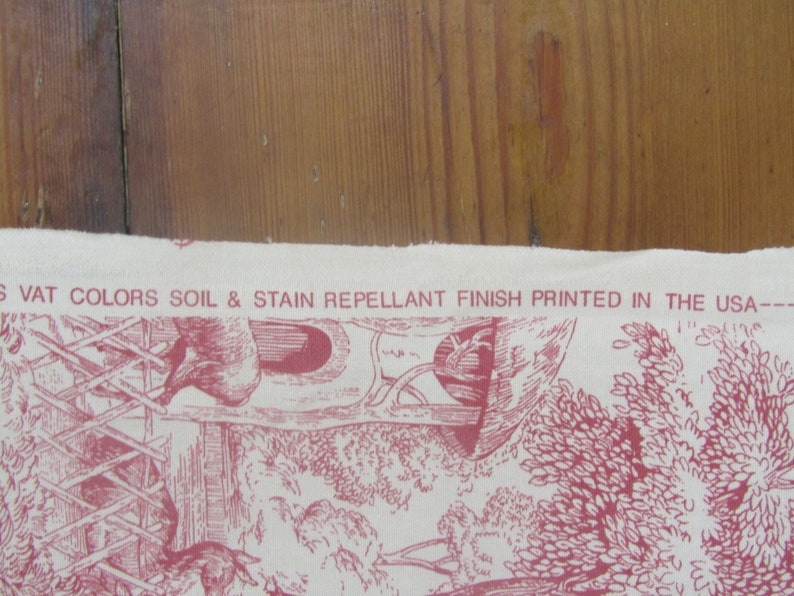 S VAT COLORS SOIL & STAIN REPELLANT FINISH PRINTED IN THE USA---